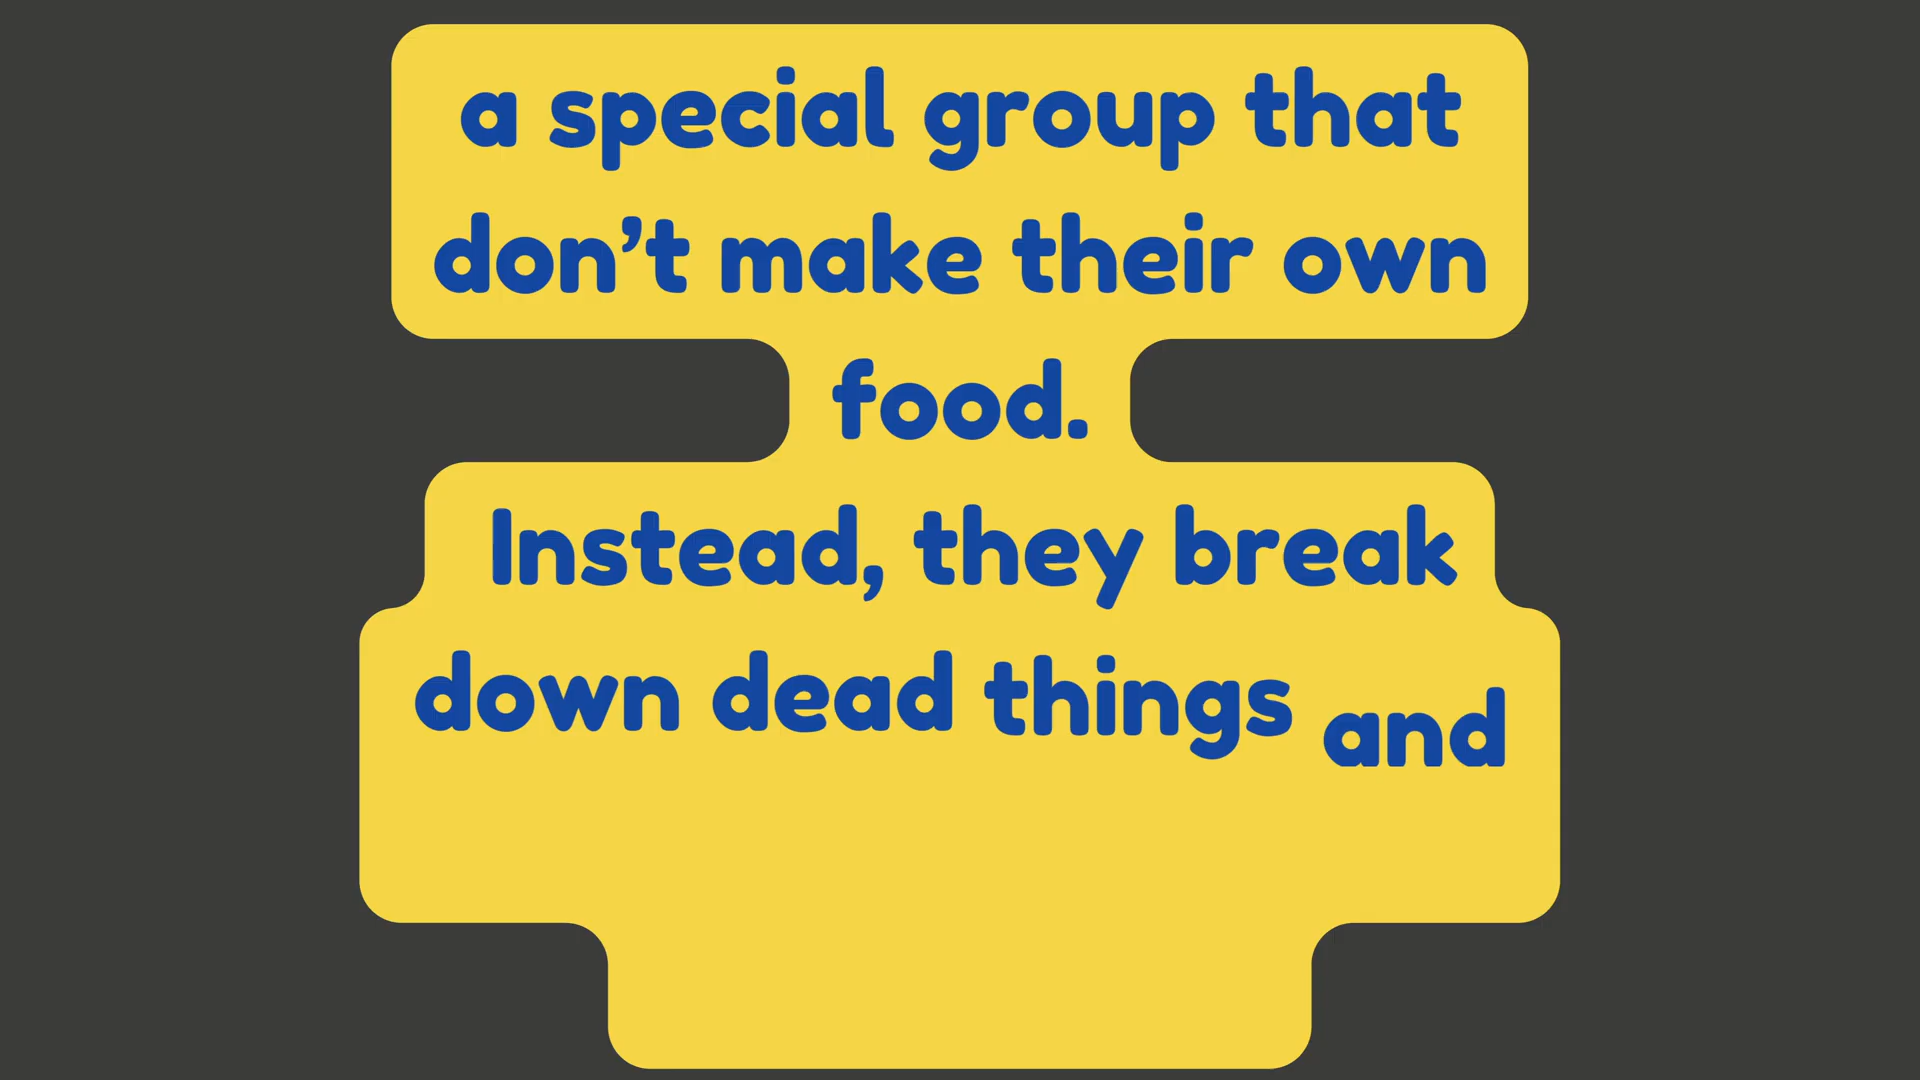 a special group that
don’t make their own
food.
Instead, they break
down dead things and